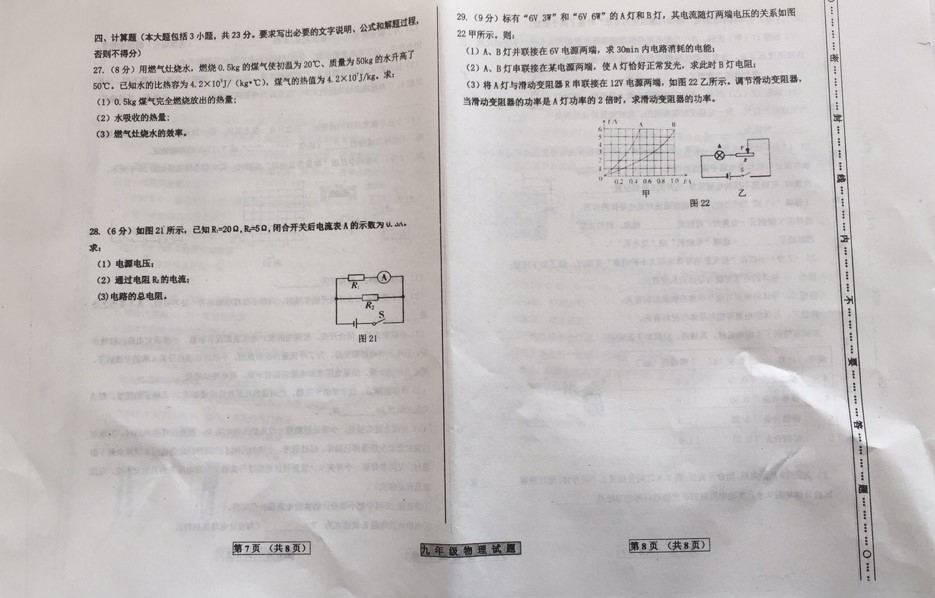 四、计算题（本大题包括3小题，共23分。要求写出必要的文字说明，公式和解题过程，
否则不得分）
27.（8分）用燃气灶烧水，燃烧0.5kg的煤气使初温为20℃、质量为50kg的水升高了
50℃。已知水的比热容为4.2×10³J/（kg•℃），煤气的热值为4.2×10⁷J/kg。求：
（1）0.5kg煤气完全燃烧放出的热量；
（2）水吸收的热量；
（3）燃气灶烧水的效率。
28.（6分）如图21所示，已知R₁=20Ω，R₂=5Ω，闭合开关后电流表A的示数为
求：
（1）电源电压；
（2）通过电阻R₂的电流；
（3）电路的总电阻。
R₁
A
R₂
S
图21
第7页（共8页）
29.（9分）标有“6V 3W”和“6V 6W”的A灯和B灯，其电流随灯两端电压的关系如图
22甲所示。则：
（1）A、B灯并联接在6V电源两端，求30min内电路消耗的电能；
（2）A、B灯串联接在某电源两端，使A灯恰好正常发光，求此时B灯电阻；
（3）将A灯与滑动变阻器R串联接在12V电源两端，如图22乙所示。调节滑动变阻器，
当滑动变阻器的功率是A灯功率的2倍时，求滑动变阻器的功率。
A B
6
5
4
3
2
1
0 0.2 0.4 0.6 0.8 1.0 I/A
甲
A P
R
S
乙
图22
九年级物理试题
第8页（共8页）
密
封
线
内
不
要
答
题